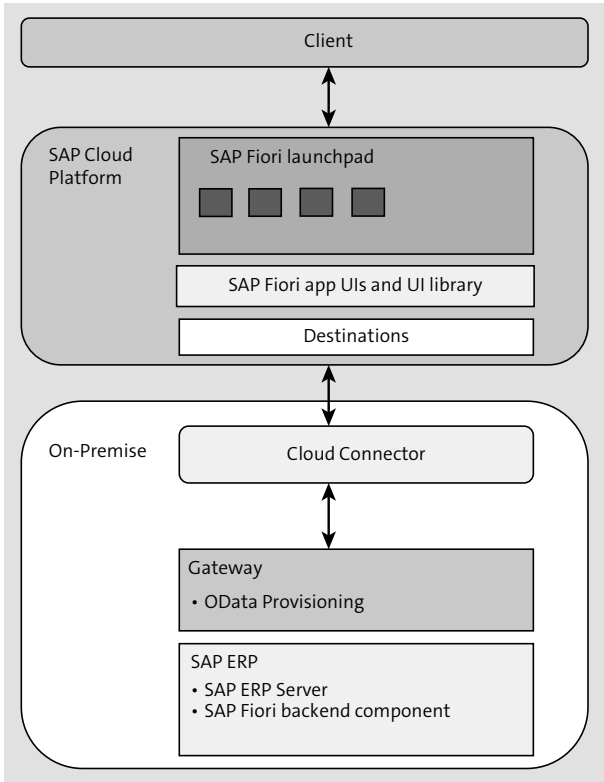 Client
SAP Cloud
Platform
SAP Fiori launchpad
SAP Fiori app UIs and UI library
Destinations
On-Premise
Cloud Connector
Gateway
• OData Provisioning
SAP ERP
• SAP ERP Server
• SAP Fiori backend component